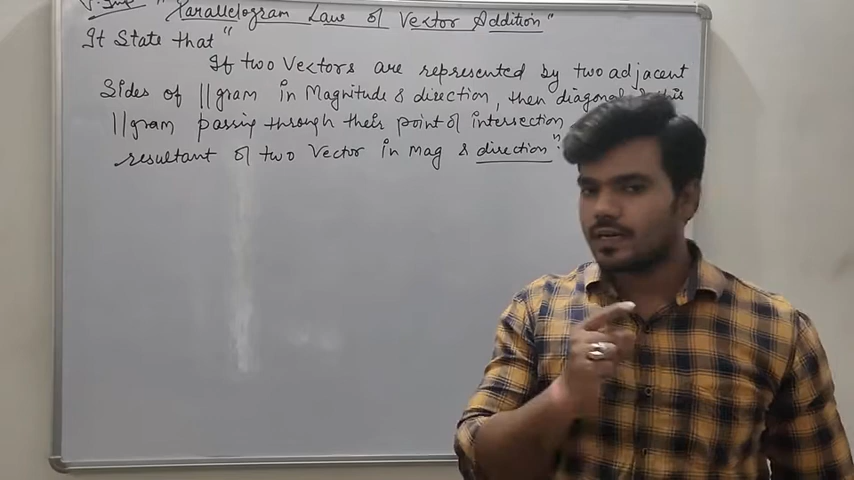 V. Imp " Parallelogram Law of Vector Addition"
It State that "
If two Vectors are represented by two adjacent
Sides of ||gram in Magnitude & direction, then diagonal this
||gram passing through their point of intersection
resultant of two Vector in Mag & direction".